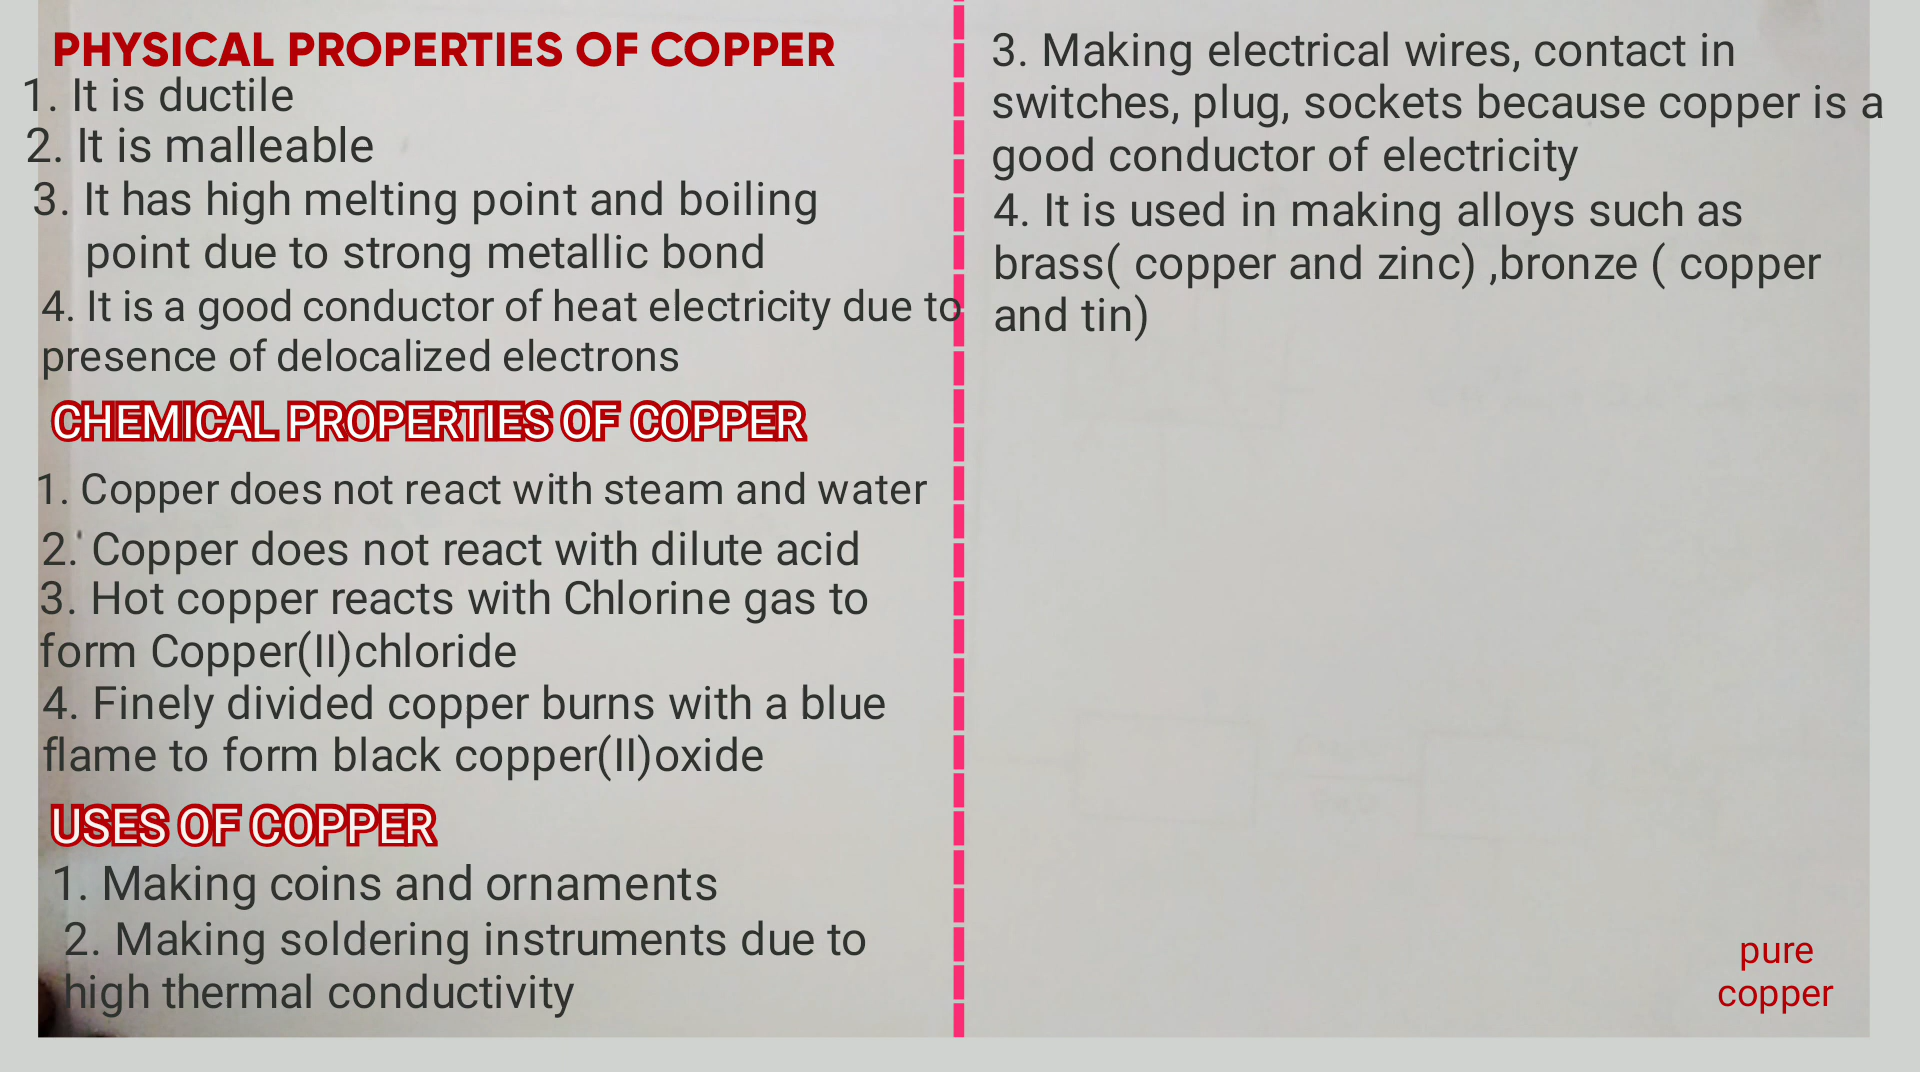 PHYSICAL PROPERTIES OF COPPER
1. It is ductile
2. It is malleable
3. It has high melting point and boiling
point due to strong metallic bond
4. It is a good conductor of heat electricity due to
presence of delocalized electrons
CHEMICAL PROPERTIES OF COPPER
1. Copper does not react with steam and water
2. Copper does not react with dilute acid
3. Hot copper reacts with Chlorine gas to
form Copper(II)chloride
4. Finely divided copper burns with a blue
flame to form black copper(II)oxide
USES OF COPPER
1. Making coins and ornaments
2. Making soldering instruments due to
high thermal conductivity
3. Making electrical wires, contact in
switches, plug, sockets because copper is a
good conductor of electricity
4. It is used in making alloys such as
brass( copper and zinc) ,bronze ( copper
and tin)
pure
copper